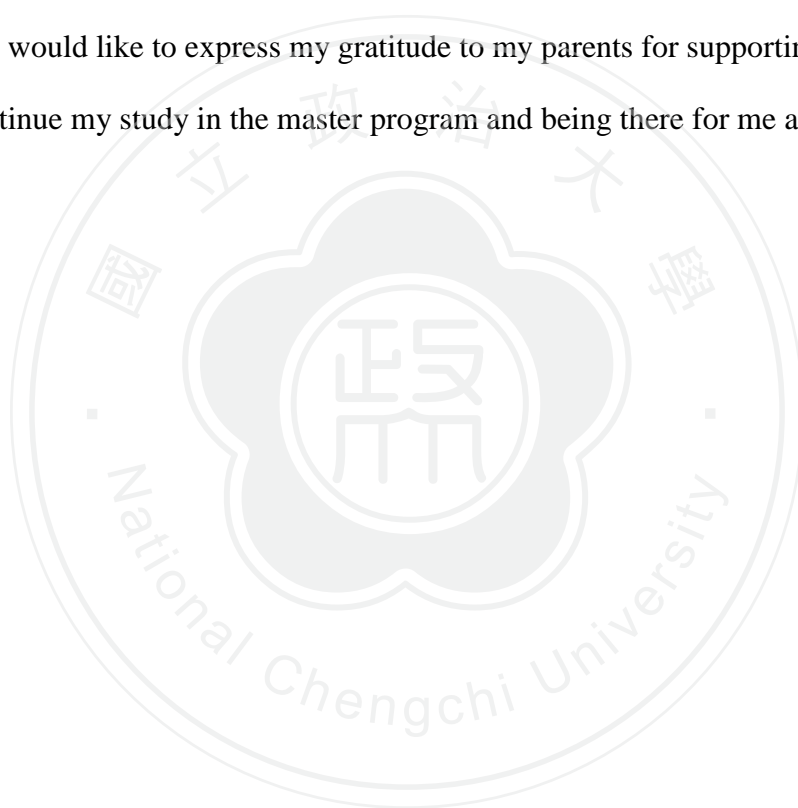 would like to express my gratitude to my parents for supportin
tinue my study in the master program and being there for me a
國立政治大學
政
National Chengchi University